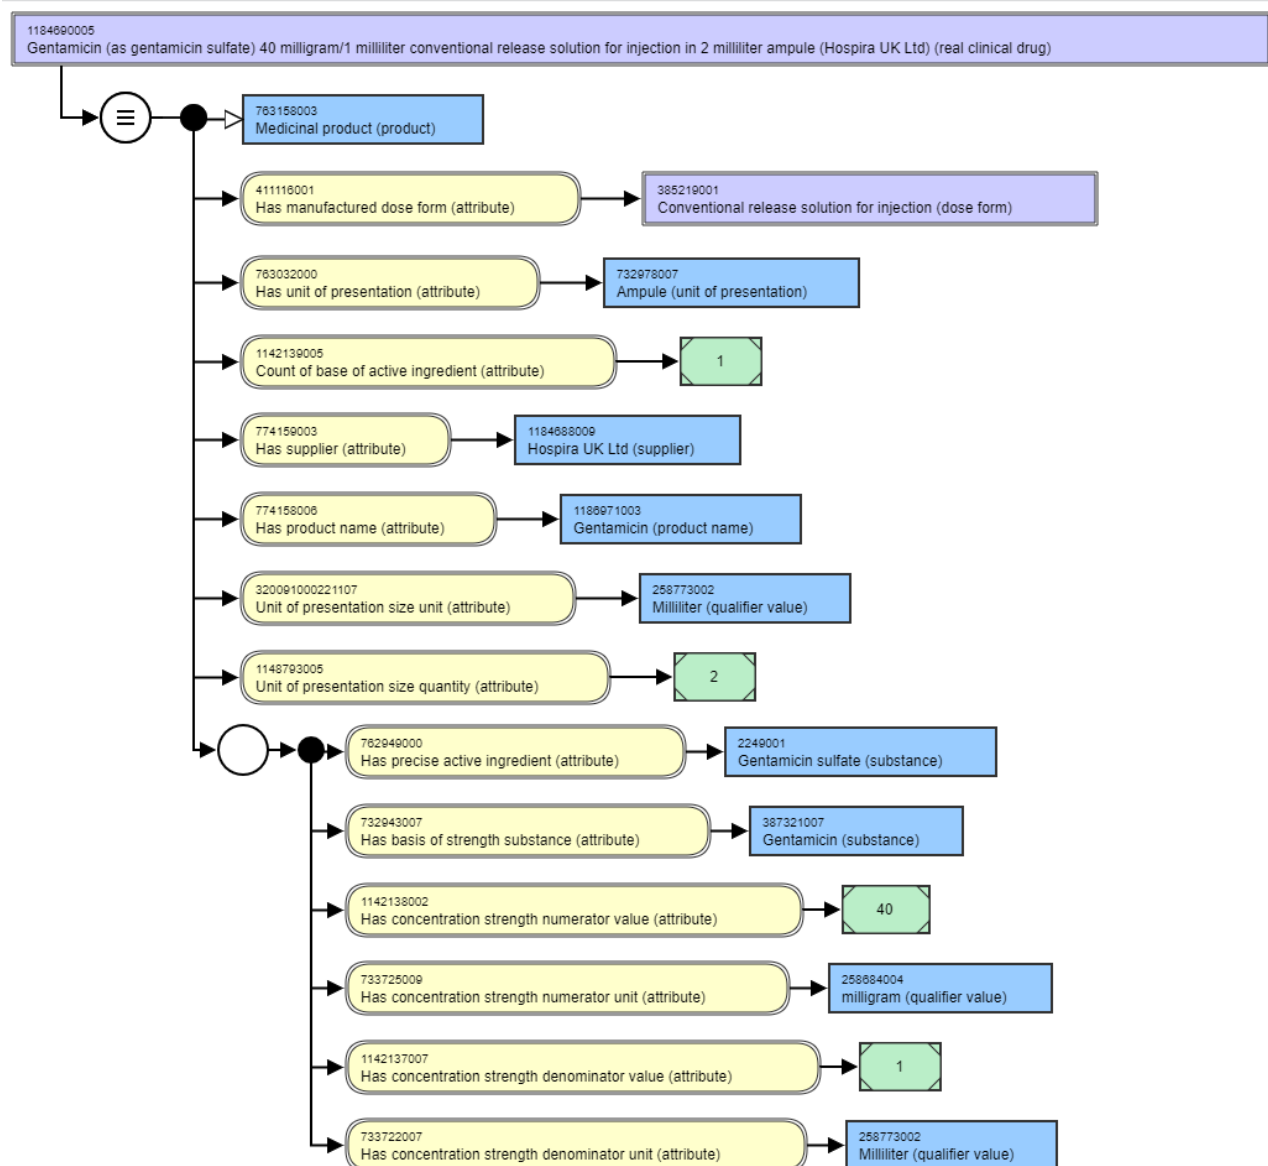 1184690005
Gentamicin (as gentamicin sulfate) 40 milligram/1 milliliter conventional release solution for injection in 2 milliliter ampule (Hospira UK Ltd) (real clinical drug)
763158003
Medicinal product (product)
411116001
Has manufactured dose form (attribute)
385219001
Conventional release solution for injection (dose form)
763032000
Has unit of presentation (attribute)
732978007
Ampule (unit of presentation)
1142139005
Count of base of active ingredient (attribute)
1
774159003
Has supplier (attribute)
1184688009
Hospira UK Ltd (supplier)
774158006
Has product name (attribute)
1186971003
Gentamicin (product name)
320091000221107
Unit of presentation size unit (attribute)
258773002
Milliliter (qualifier value)
1148793005
Unit of presentation size quantity (attribute)
2
762949000
Has precise active ingredient (attribute)
2249001
Gentamicin sulfate (substance)
732943007
Has basis of strength substance (attribute)
387321007
Gentamicin (substance)
1142138002
Has concentration strength numerator value (attribute)
40
733725009
Has concentration strength numerator unit (attribute)
258684004
milligram (qualifier value)
1142137007
Has concentration strength denominator value (attribute)
1
733722007
Has concentration strength denominator unit (attribute)
258773002
Milliliter (qualifier value)